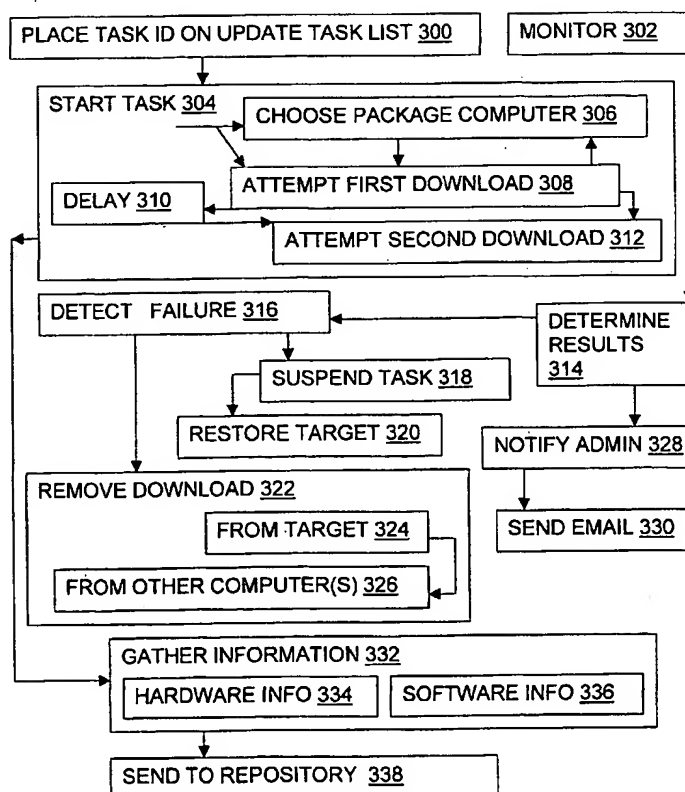 PLACE TASK ID ON UPDATE TASK LIST 300
MONITOR 302
START TASK 304
CHOOSE PACKAGE COMPUTER 306
ATTEMPT FIRST DOWNLOAD 308
DELAY 310
ATTEMPT SECOND DOWNLOAD 312
DETECT FAILURE 316
DETERMINE
RESULTS
314
SUSPEND TASK 318
RESTORE TARGET 320
NOTIFY ADMIN 328
REMOVE DOWNLOAD 322
FROM TARGET 324
SEND EMAIL 330
FROM OTHER COMPUTER(S) 326
GATHER INFORMATION 332
HARDWARE INFO 334
SOFTWARE INFO 336
SEND TO REPOSITORY 338